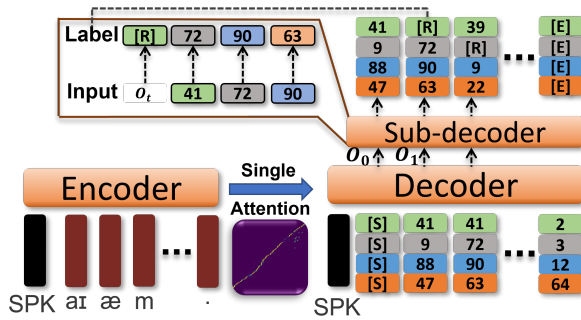 Label [R] 72 90 63
Input O_t 41 72 90
41 [R] 39 [E]
9 72 [R] [E]
88 90 9 [E]
47 63 22 [E]
Sub-decoder
O_0 O_1
Encoder
Single
Attention
Decoder
[S] 41 41 2
[S] 9 72 3
[S] 88 90 12
[S] 47 63 64
SPK aɪ æ m .
SPK